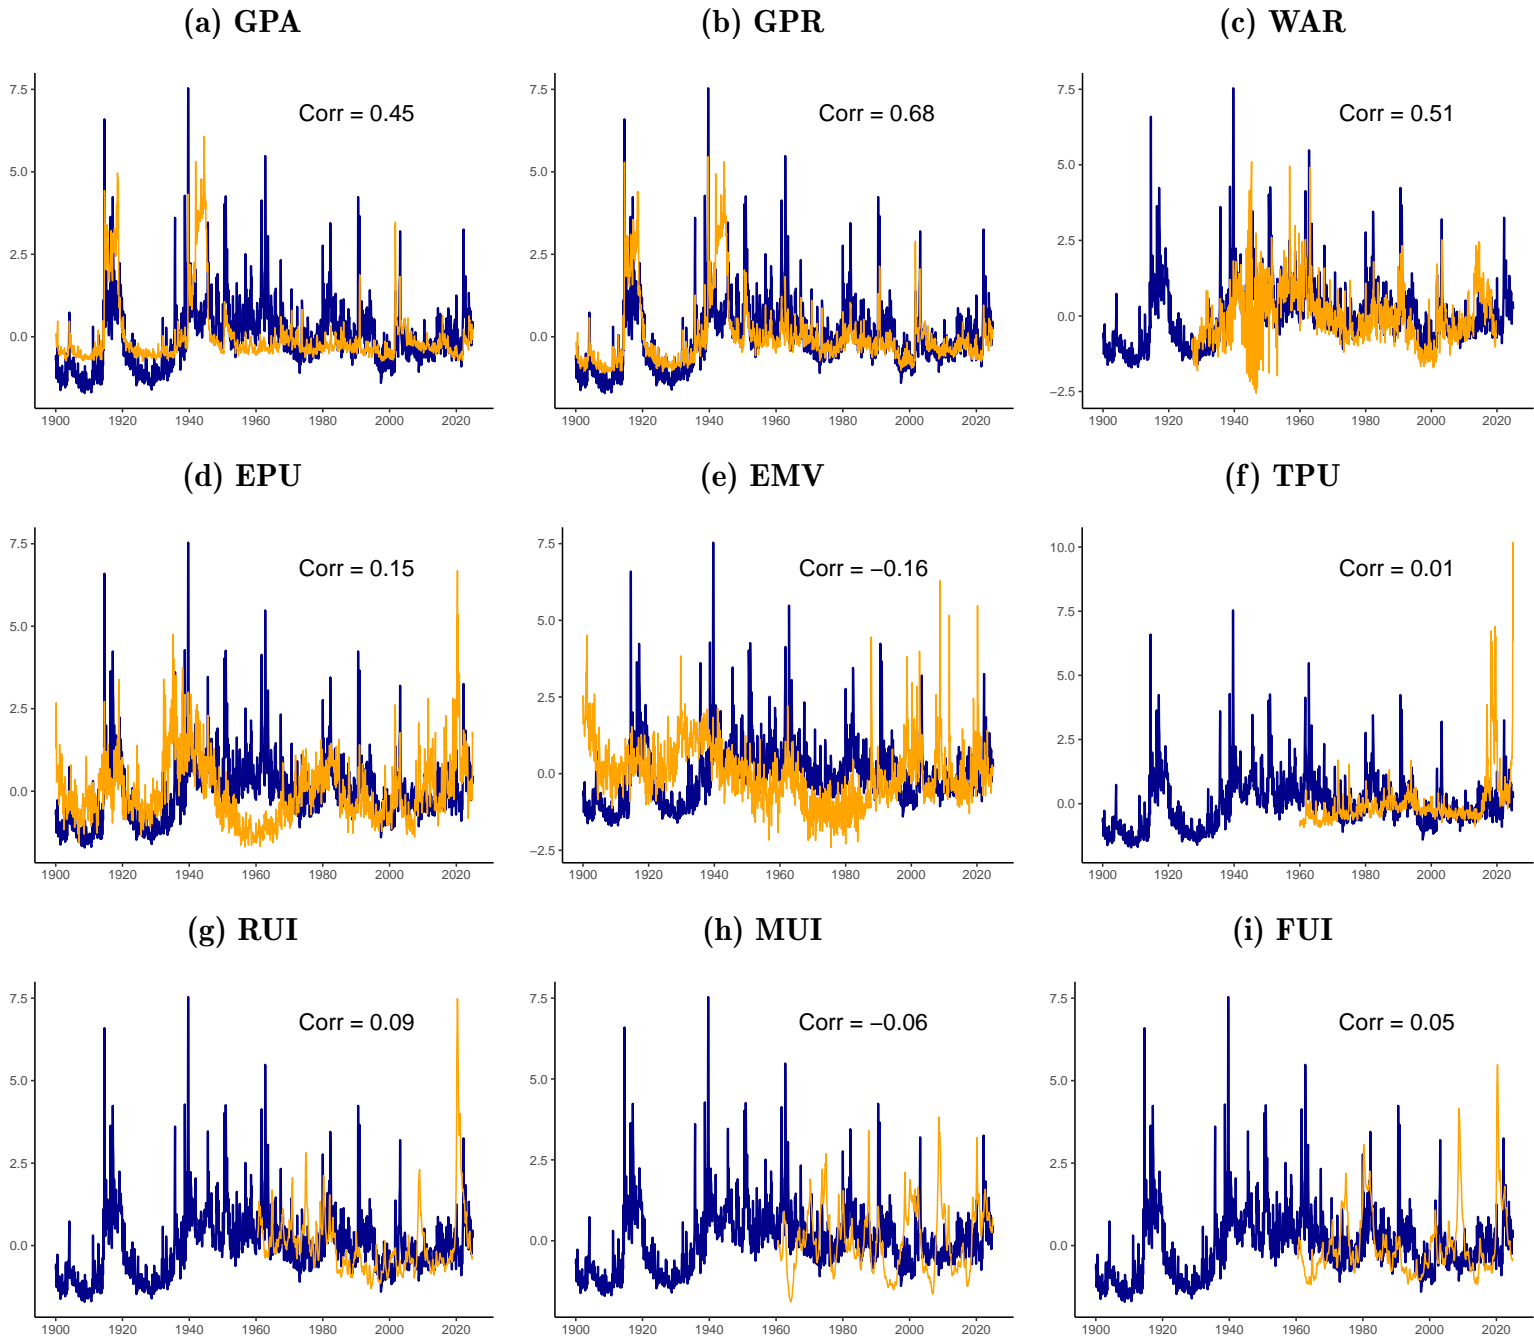 (a) GPA
(b) GPR
(c) WAR
7.5
5.0
2.5
0.0
Corr = 0.45
1900 1920 1940 1960 1980 2000 2020
7.5
5.0
2.5
0.0
Corr = 0.68
1900 1920 1940 1960 1980 2000 2020
7.5
5.0
2.5
0.0
−2.5
Corr = 0.51
1900 1920 1940 1960 1980 2000 2020
(d) EPU
(e) EMV
(f) TPU
7.5
5.0
2.5
0.0
Corr = 0.15
1900 1920 1940 1960 1980 2000 2020
7.5
5.0
2.5
0.0
−2.5
Corr = −0.16
1900 1920 1940 1960 1980 2000 2020
10.0
7.5
5.0
2.5
0.0
Corr = 0.01
1900 1920 1940 1960 1980 2000 2020
(g) RUI
(h) MUI
(i) FUI
7.5
5.0
2.5
0.0
Corr = 0.09
1900 1920 1940 1960 1980 2000 2020
7.5
5.0
2.5
0.0
Corr = −0.06
1900 1920 1940 1960 1980 2000 2020
7.5
5.0
2.5
0.0
Corr = 0.05
1900 1920 1940 1960 1980 2000 2020